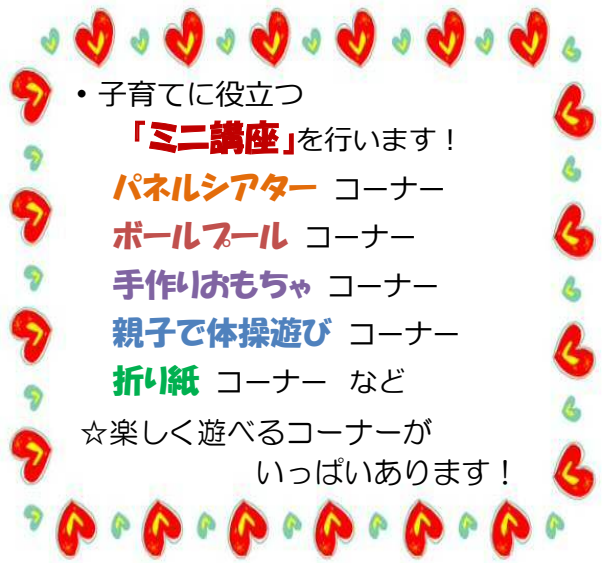 ・子育てに役立つ
「ミニ講座」を行います！
パネルシアター コーナー
ボールプール コーナー
手作りおもちゃ コーナー
親子で体操遊び コーナー
折り紙 コーナー など
☆楽しく遊べるコーナーが
いっぱいあります！